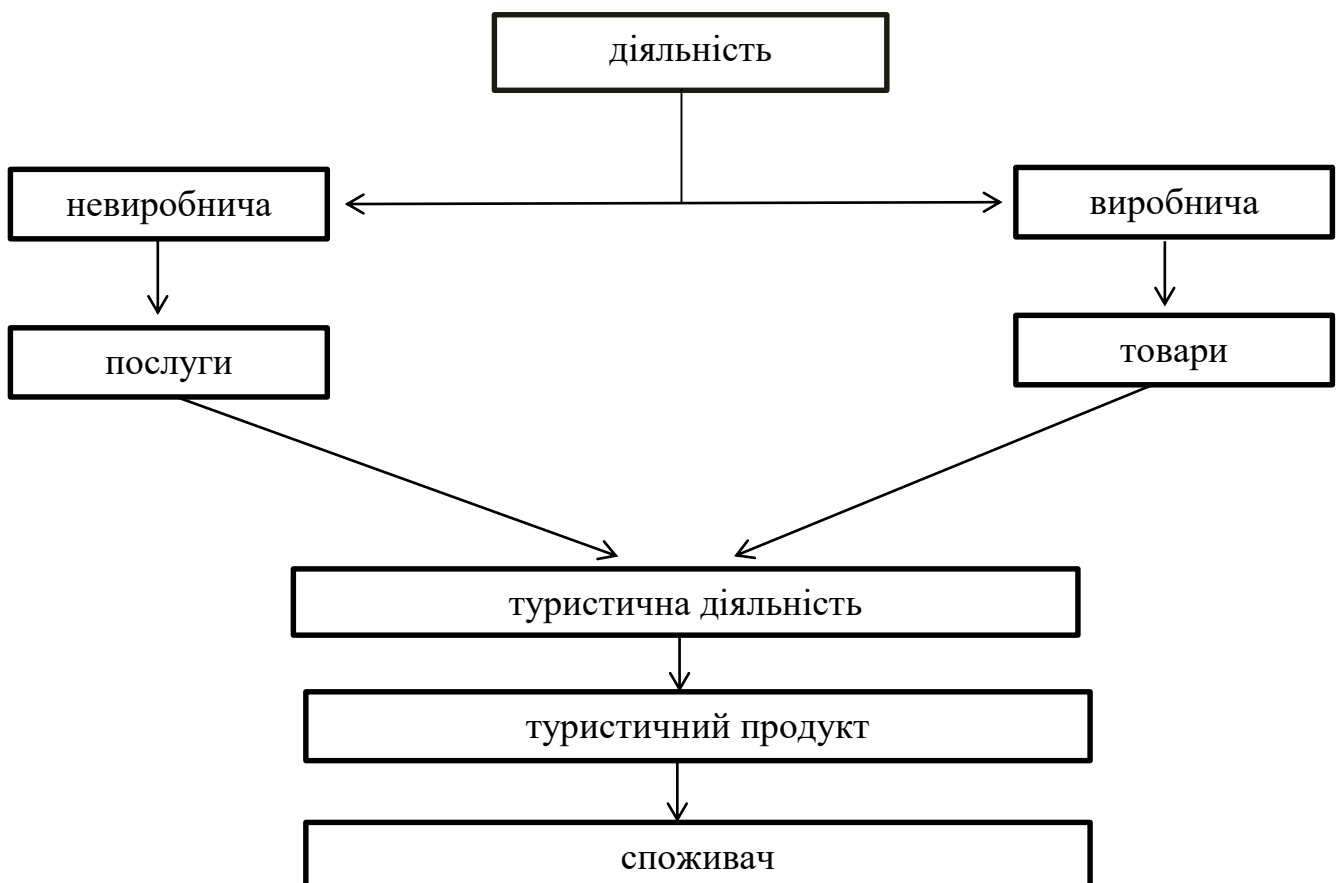 діяльність
невиробнича
виробнича
послуги
товари
туристична діяльність
туристичний продукт
споживач